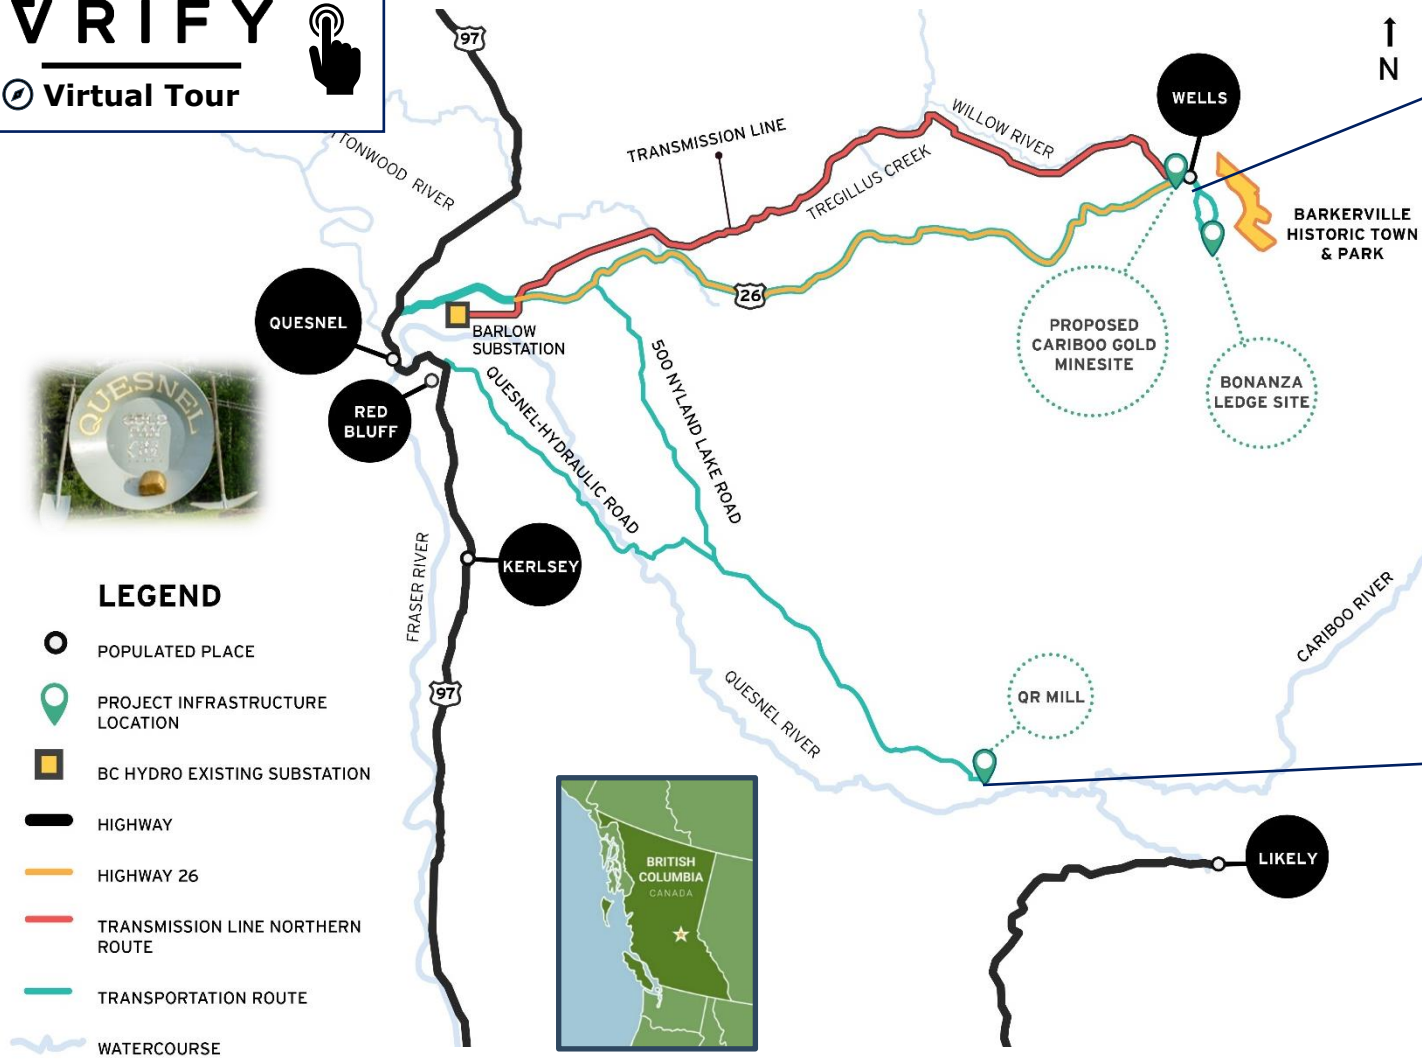 VRIFY
Virtual Tour
97
TTONWOOD RIVER
TRANSMISSION LINE
WILLOW RIVER
TREGILLUS CREEK
WELLS
N
BARKERVILLE
HISTORIC TOWN
& PARK
26
QUESNEL
BARLOW
SUBSTATION
PROPOSED
CARIBOO GOLD
MINESITE
BONANZA
LEDGE SITE
RED
BLUFF
QUESNEL
QUESNEL-HYDRAULIC ROAD
500 NYLAND LAKE ROAD
KERLSEY
FRASER RIVER
97
CARIBOO RIVER
QUESNEL RIVER
QR MILL
LIKELY
BRITISH
COLUMBIA
CANADA
LEGEND
POPULATED PLACE
PROJECT INFRASTRUCTURE
LOCATION
BC HYDRO EXISTING SUBSTATION
HIGHWAY
HIGHWAY 26
TRANSMISSION LINE NORTHERN
ROUTE
TRANSPORTATION ROUTE
WATERCOURSE